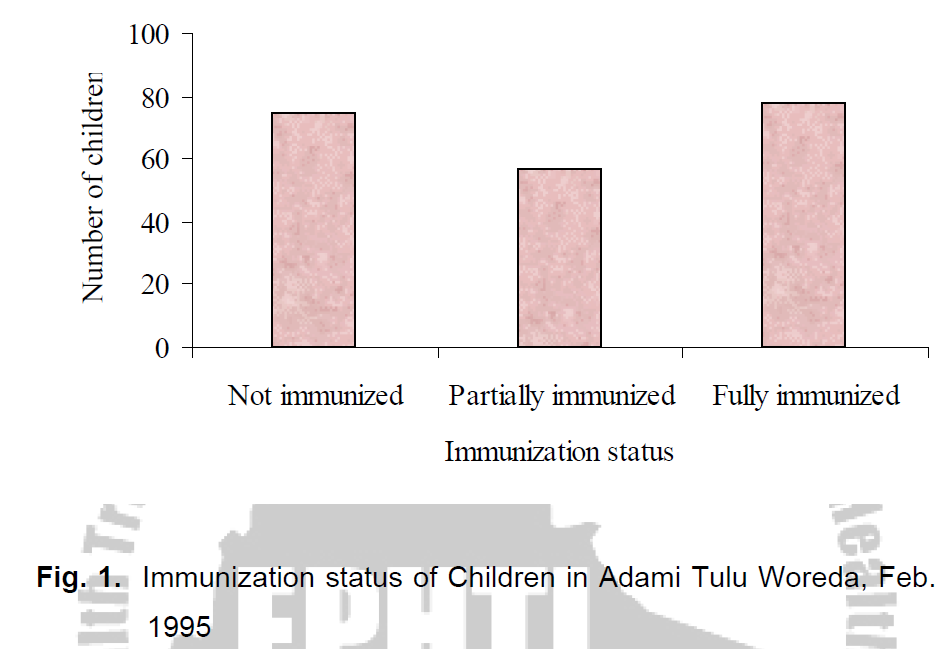 100
80
60
40
20
0
Number of children
Not immunized Partially immunized Fully immunized
Immunization status
Fig. 1. Immunization status of Children in Adami Tulu Woreda, Feb.
1995
EPHTI